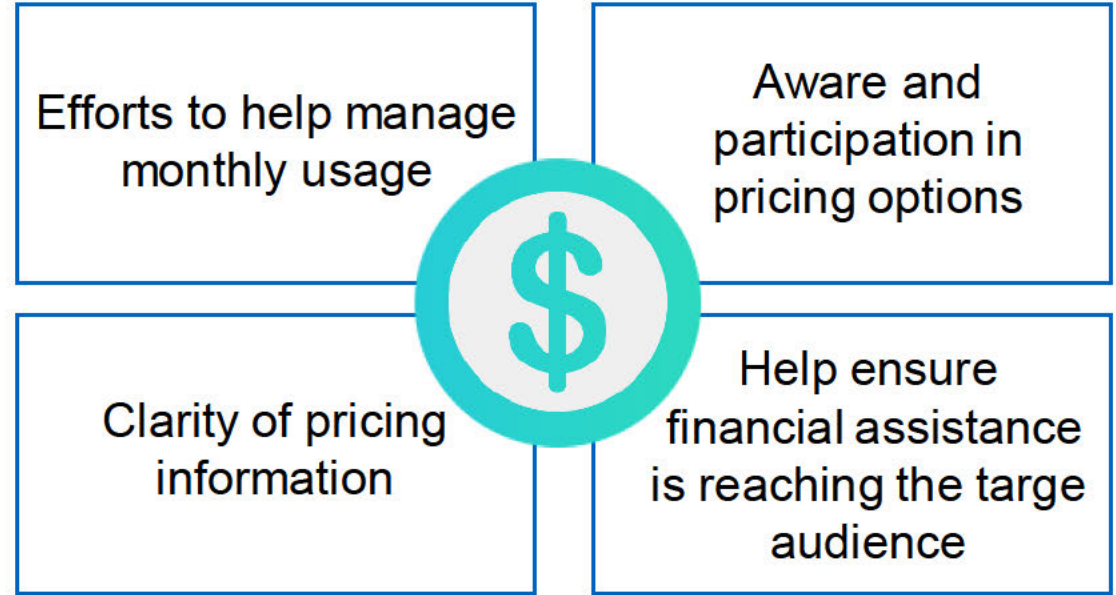 Efforts to help manage
monthly usage
Aware and
participation in
pricing options
Clarity of pricing
information
Help ensure
financial assistance
is reaching the targe
audience
$